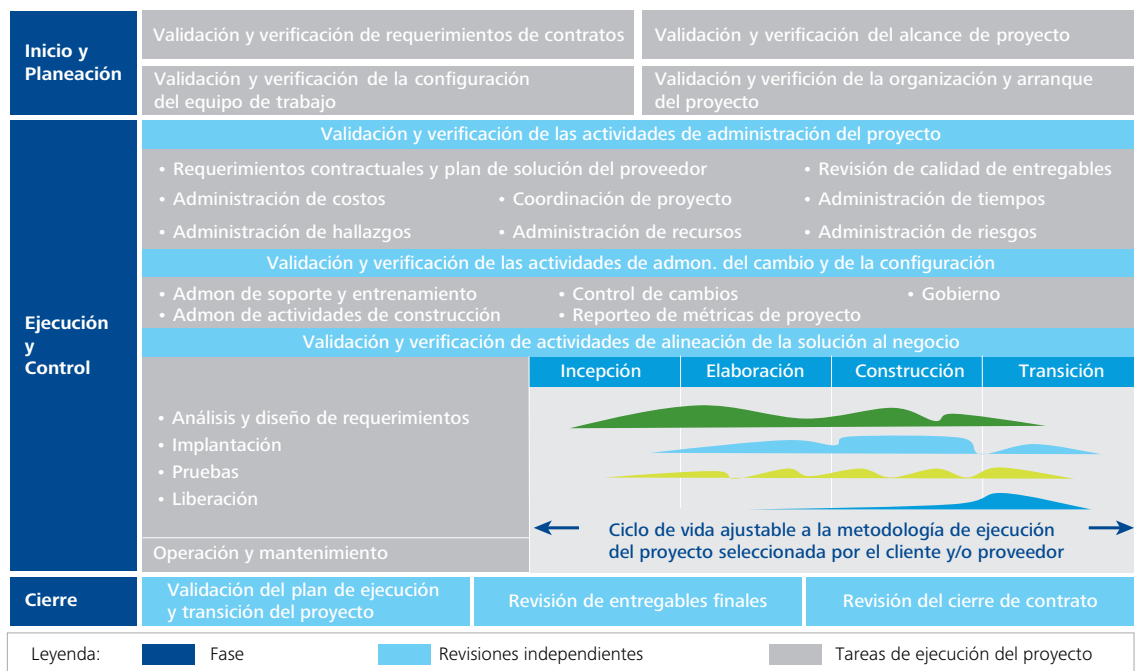 Inicio y
Planeación
Validación y verificación de requerimientos de contratos
Validación y verificación del alcance de proyecto
Validación y verificación de la configuración
del equipo de trabajo
Validación y verifición de la organización y arranque
del proyecto
Ejecución
y
Control
Validación y verificación de las actividades de administración del proyecto
• Requerimientos contractuales y plan de solución del proveedor
• Revisión de calidad de entregables
• Administración de costos
• Coordinación de proyecto
• Administración de tiempos
• Administración de hallazgos
• Administración de recursos
• Administración de riesgos
Validación y verificación de las actividades de admon. del cambio y de la configuración
• Admon de soporte y entrenamiento
• Control de cambios
• Gobierno
• Admon de actividades de construcción
• Reporteo de métricas de proyecto
Validación y verificación de actividades de alineación de la solución al negocio
Incepción
Elaboración
Construcción
Transición
• Análisis y diseño de requerimientos
• Implantación
• Pruebas
• Liberación
Ciclo de vida ajustable a la metodología de ejecución
del proyecto seleccionada por el cliente y/o proveedor
Operación y mantenimiento
Cierre
Validación del plan de ejecución
y transición del proyecto
Revisión de entregables finales
Revisión del cierre de contrato
Leyenda:
Fase
Revisiones independientes
Tareas de ejecución del proyecto